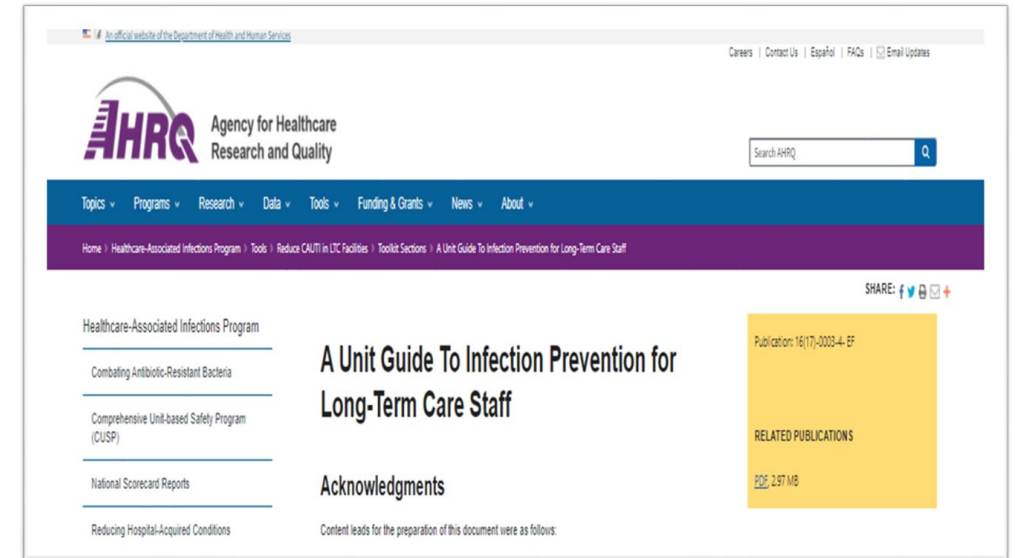 An official website of the Department of Health and Human Services
Careers | Contact Us | Español | FAQs | Email Updates
AHRQ
Agency for Healthcare
Research and Quality
Search AHRQ
Topics Programs Research Data Tools Funding & Grants News About
Home > Healthcare-Associated Infections Program > Tools > Reduce CAUTI in LTC Facilities > Toolkit Sections > A Unit Guide To Infection Prevention for Long-Term Care Staff
SHARE:
Healthcare-Associated Infections Program
Combating Antibiotic-Resistant Bacteria
Comprehensive Unit-based Safety Program
(CUSP)
National Scorecard Reports
Reducing Hospital-Acquired Conditions
A Unit Guide To Infection Prevention for
Long-Term Care Staff
Acknowledgments
Content leads for the preparation of this document were as follows:
Publication: 16(17)-0003-4- EF
RELATED PUBLICATIONS
PDF, 2.97 MB